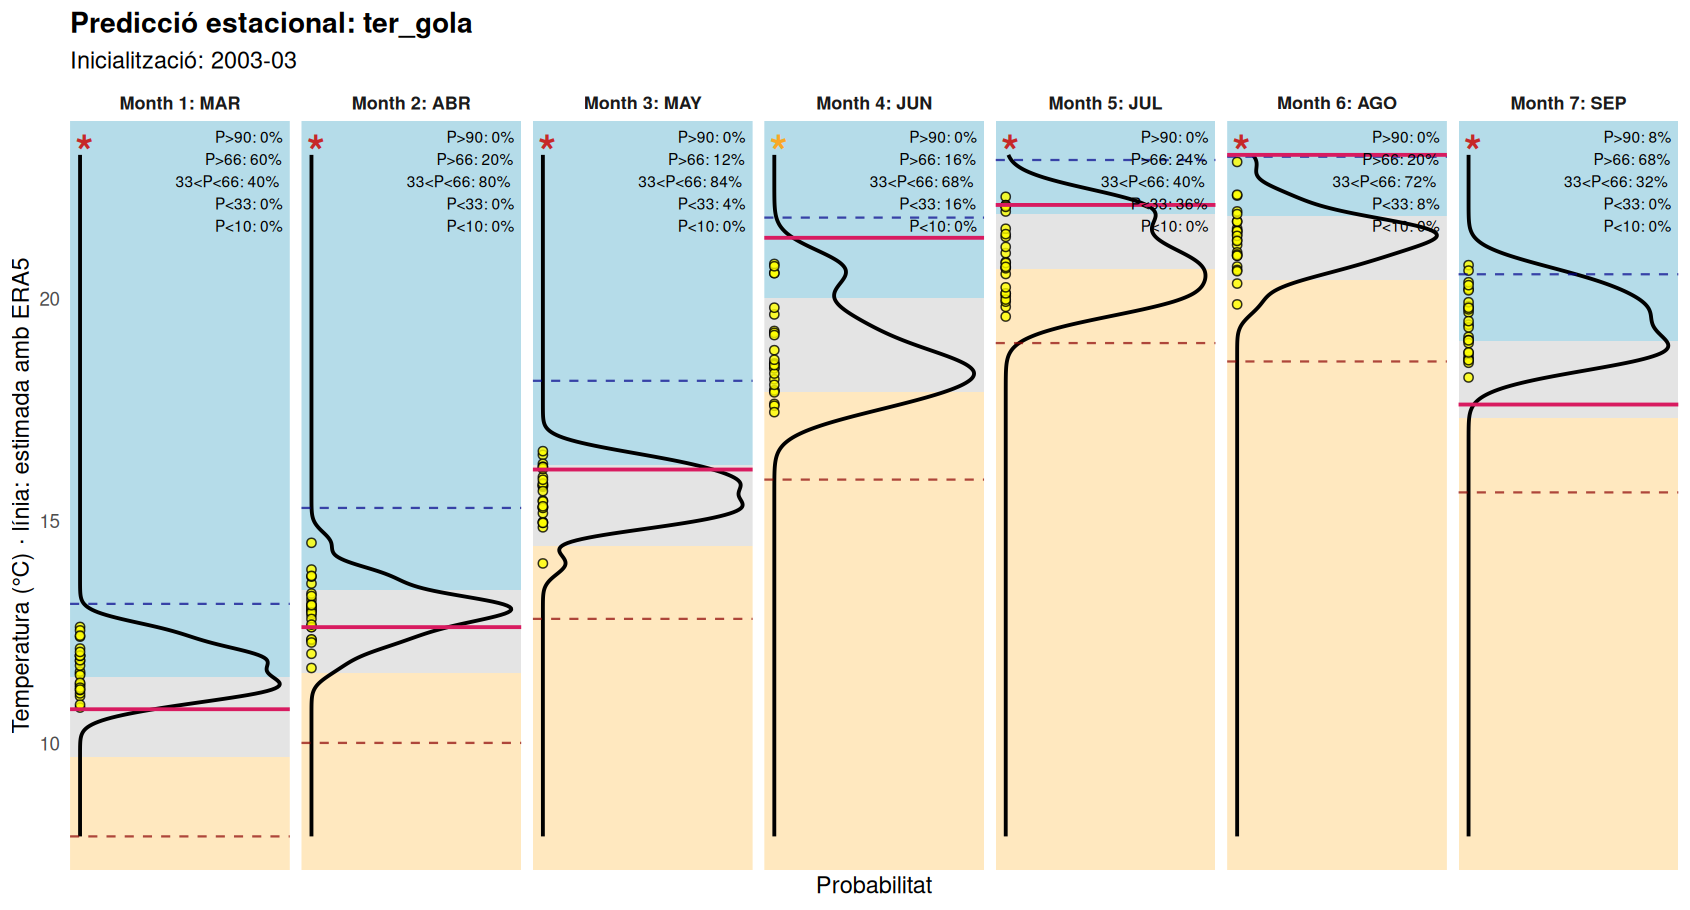 Predicció estacional: ter_gola
Inicialització: 2003-03
Month 1: MAR
Month 2: ABR
Month 3: MAY
Month 4: JUN
Month 5: JUL
Month 6: AGO
Month 7: SEP
P>90: 0%
P>66: 60%
33<P<66: 40%
P<33: 0%
P<10: 0%
P>90: 0%
P>66: 20%
33<P<66: 80%
P<33: 0%
P<10: 0%
P>90: 0%
P>66: 12%
33<P<66: 84%
P<33: 4%
P<10: 0%
P>90: 0%
P>66: 16%
33<P<66: 68%
P<33: 16%
P<10: 0%
P>90: 0%
P>66: 24%
33<P<66: 40%
P<33: 36%
P<10: 0%
P>90: 0%
P>66: 20%
33<P<66: 72%
P<33: 8%
P<10: 0%
P>90: 8%
P>66: 68%
33<P<66: 32%
P<33: 0%
P<10: 0%
20
15
10
Temperatura (°C) · línia: estimada amb ERA5
Probabilitat